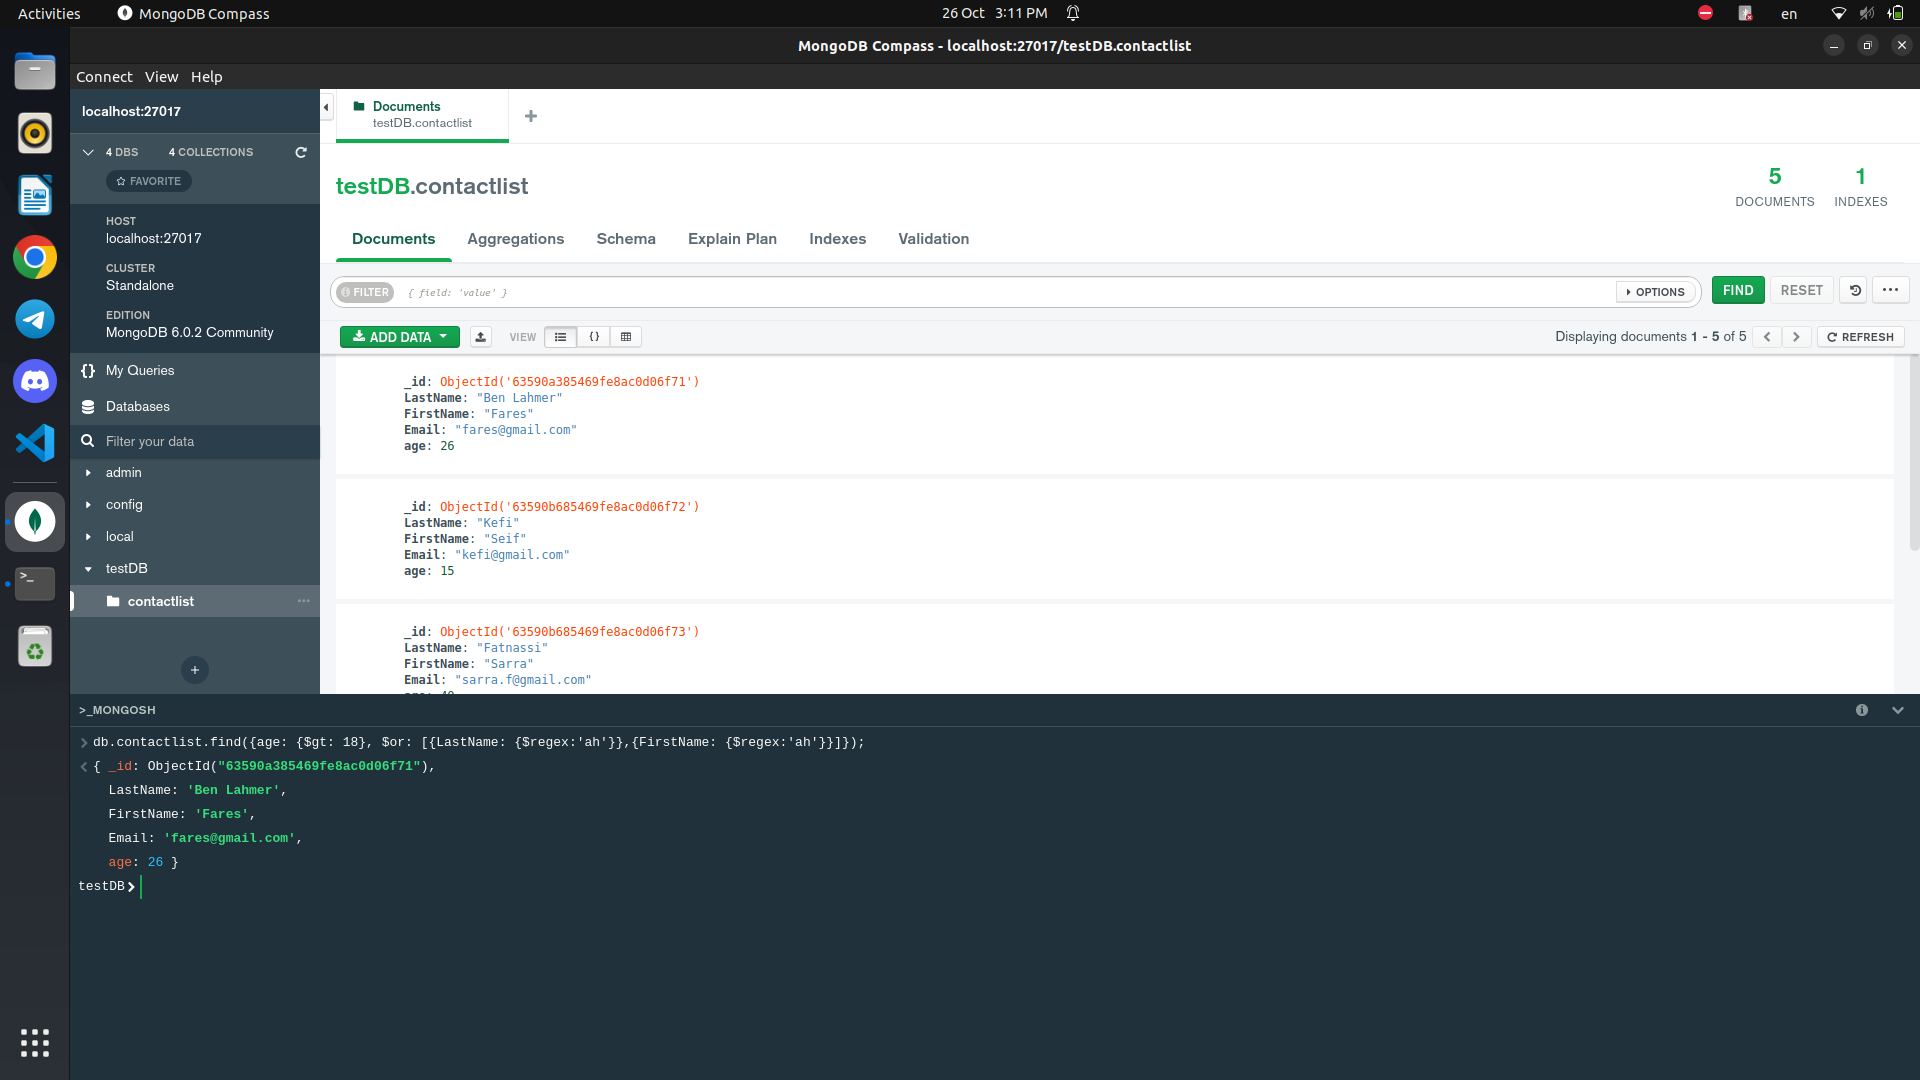 Activities
MongoDB Compass
26 Oct 3:11 PM
en
MongoDB Compass - localhost:27017/testDB.contactlist
Connect View Help
localhost:27017
4 DBS 4 COLLECTIONS
FAVORITE
HOST
localhost:27017
CLUSTER
Standalone
EDITION
MongoDB 6.0.2 Community
{} My Queries
Databases
Filter your data
admin
config
local
testDB
contactlist
+
Documents
testDB.contactlist
+
testDB.contactlist
5
DOCUMENTS
1
INDEXES
Documents Aggregations Schema Explain Plan Indexes Validation
FILTER { field: 'value' } OPTIONS FIND RESET
ADD DATA VIEW {} Displaying documents 1 - 5 of 5 REFRESH
_id: ObjectId('63590a385469fe8ac0d06f71')
LastName: "Ben Lahmer"
FirstName: "Fares"
Email: "fares@gmail.com"
age: 26
_id: ObjectId('63590b685469fe8ac0d06f72')
LastName: "Kefi"
FirstName: "Seif"
Email: "kefi@gmail.com"
age: 15
_id: ObjectId('63590b685469fe8ac0d06f73')
LastName: "Fatnassi"
FirstName: "Sarra"
Email: "sarra.f@gmail.com"
>_MONGOSH
db.contactlist.find({age: {$gt: 18}, $or: [{LastName: {$regex:'ah'}},{FirstName: {$regex:'ah'}}]});
{ _id: ObjectId("63590a385469fe8ac0d06f71"),
LastName: 'Ben Lahmer',
FirstName: 'Fares',
Email: 'fares@gmail.com',
age: 26 }
testDB>